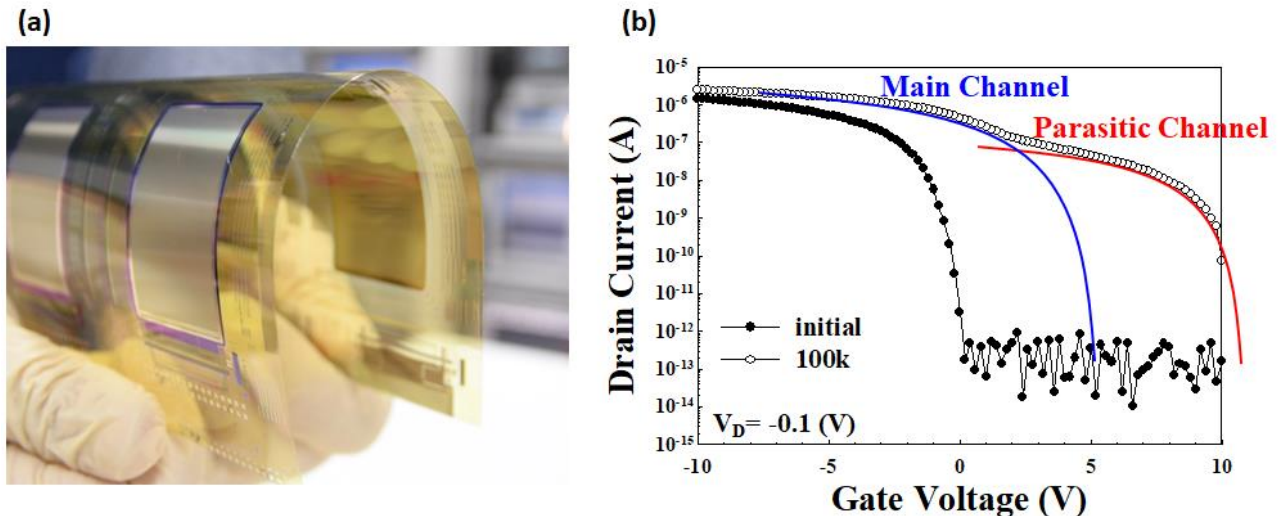 (a)
(b)
10⁻⁵
10⁻⁶
10⁻⁷
10⁻⁸
10⁻⁹
10⁻¹⁰
10⁻¹¹
10⁻¹²
10⁻¹³
10⁻¹⁴
10⁻¹⁵
Drain Current (A)
Main Channel
Parasitic Channel
initial
100k
V_D= -0.1 (V)
-10 -5 0 5 10
Gate Voltage (V)